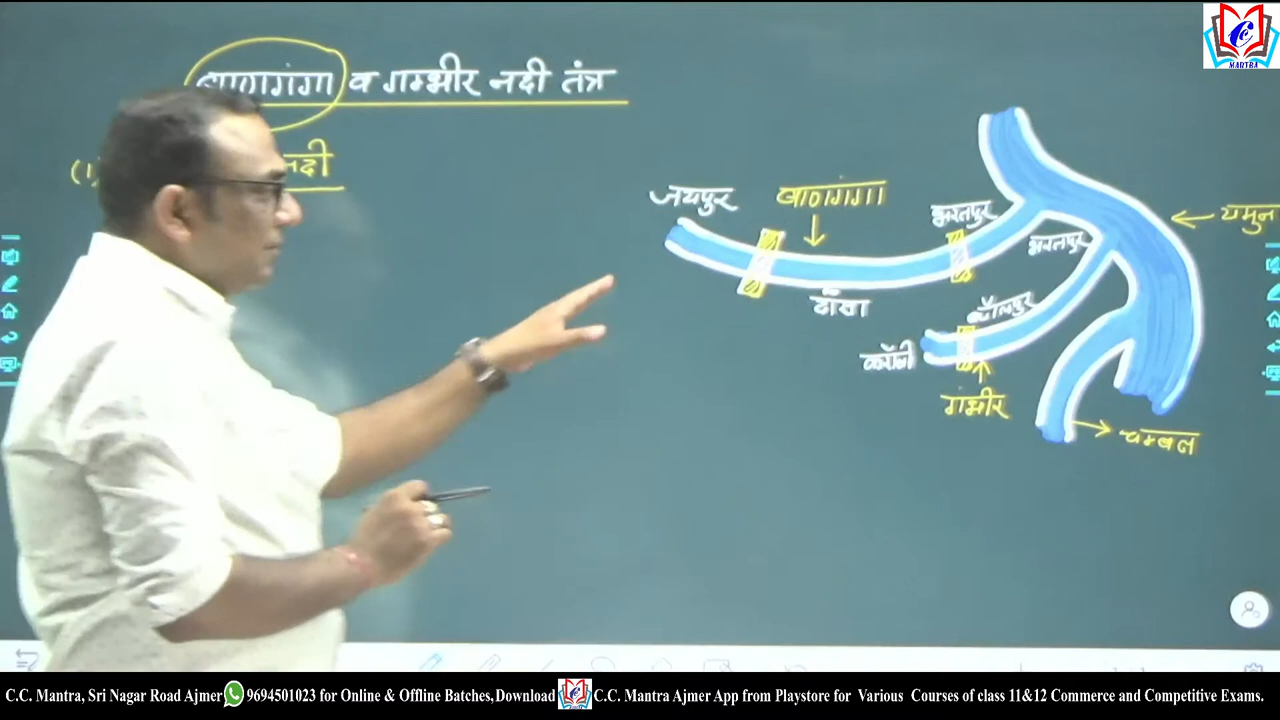 बाणगंगा व गम्भीर नदी तंत्र
(1) नदी
जयपुर
बाणगंगा
भरतपुर
यमुन
भरतपुर
दौसा
धौलपुर
करौली
गंभीर
चम्बल
MARTRA
C.C. Mantra, Sri Nagar Road Ajmer 9694501023 for Online & Offline Batches,Download C.C. Mantra Ajmer App from Playstore for Various Courses of class 11&12 Commerce and Competitive Exams.